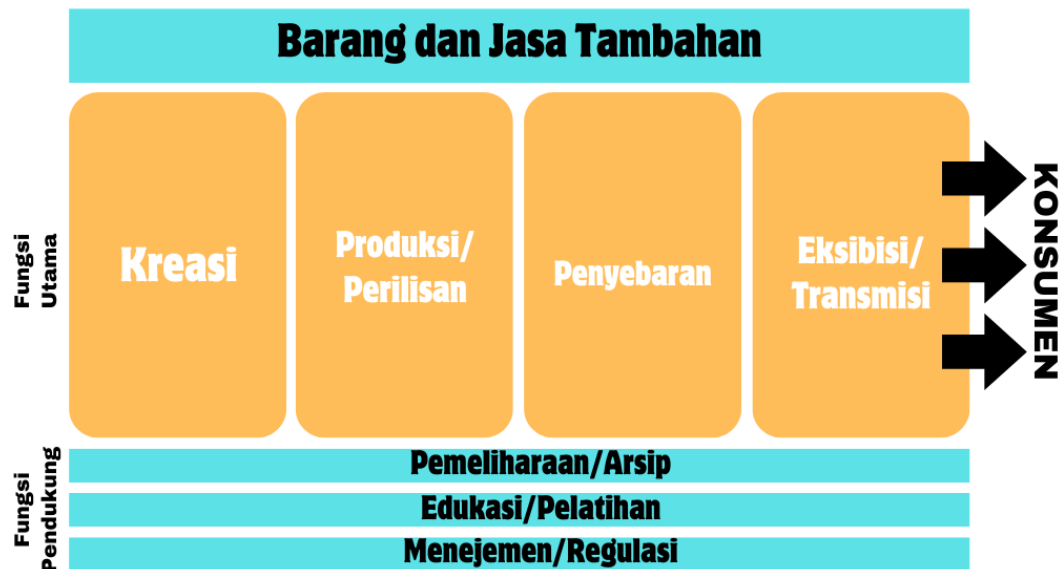 Barang dan Jasa Tambahan
Fungsi
Utama
Kreasi
Produksi/
Perilisan
Penyebaran
Eksibisi/
Transmisi
KONSUMEN
Fungsi
Pendukung
Pemeliharaan/Arsip
Edukasi/Pelatihan
Menejemen/Regulasi